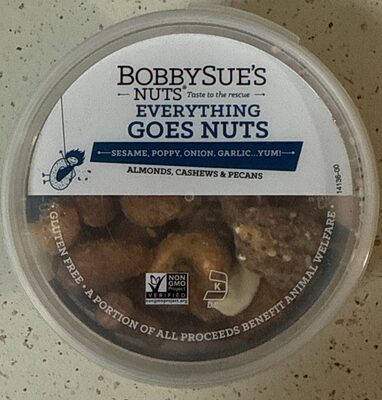 BOBBYSUE'S
NUTS® Taste to the rescue
EVERYTHING
GOES NUTS
SESAME, POPPY, ONION, GARLIC...YUM!
ALMONDS, CASHEWS & PECANS
14136-00
NON
GMO
Project
VERIFIED
nongmoproject.org
K
• GLUTEN FREE • A PORTION OF ALL PROCEEDS BENEFIT ANIMAL WELFARE •